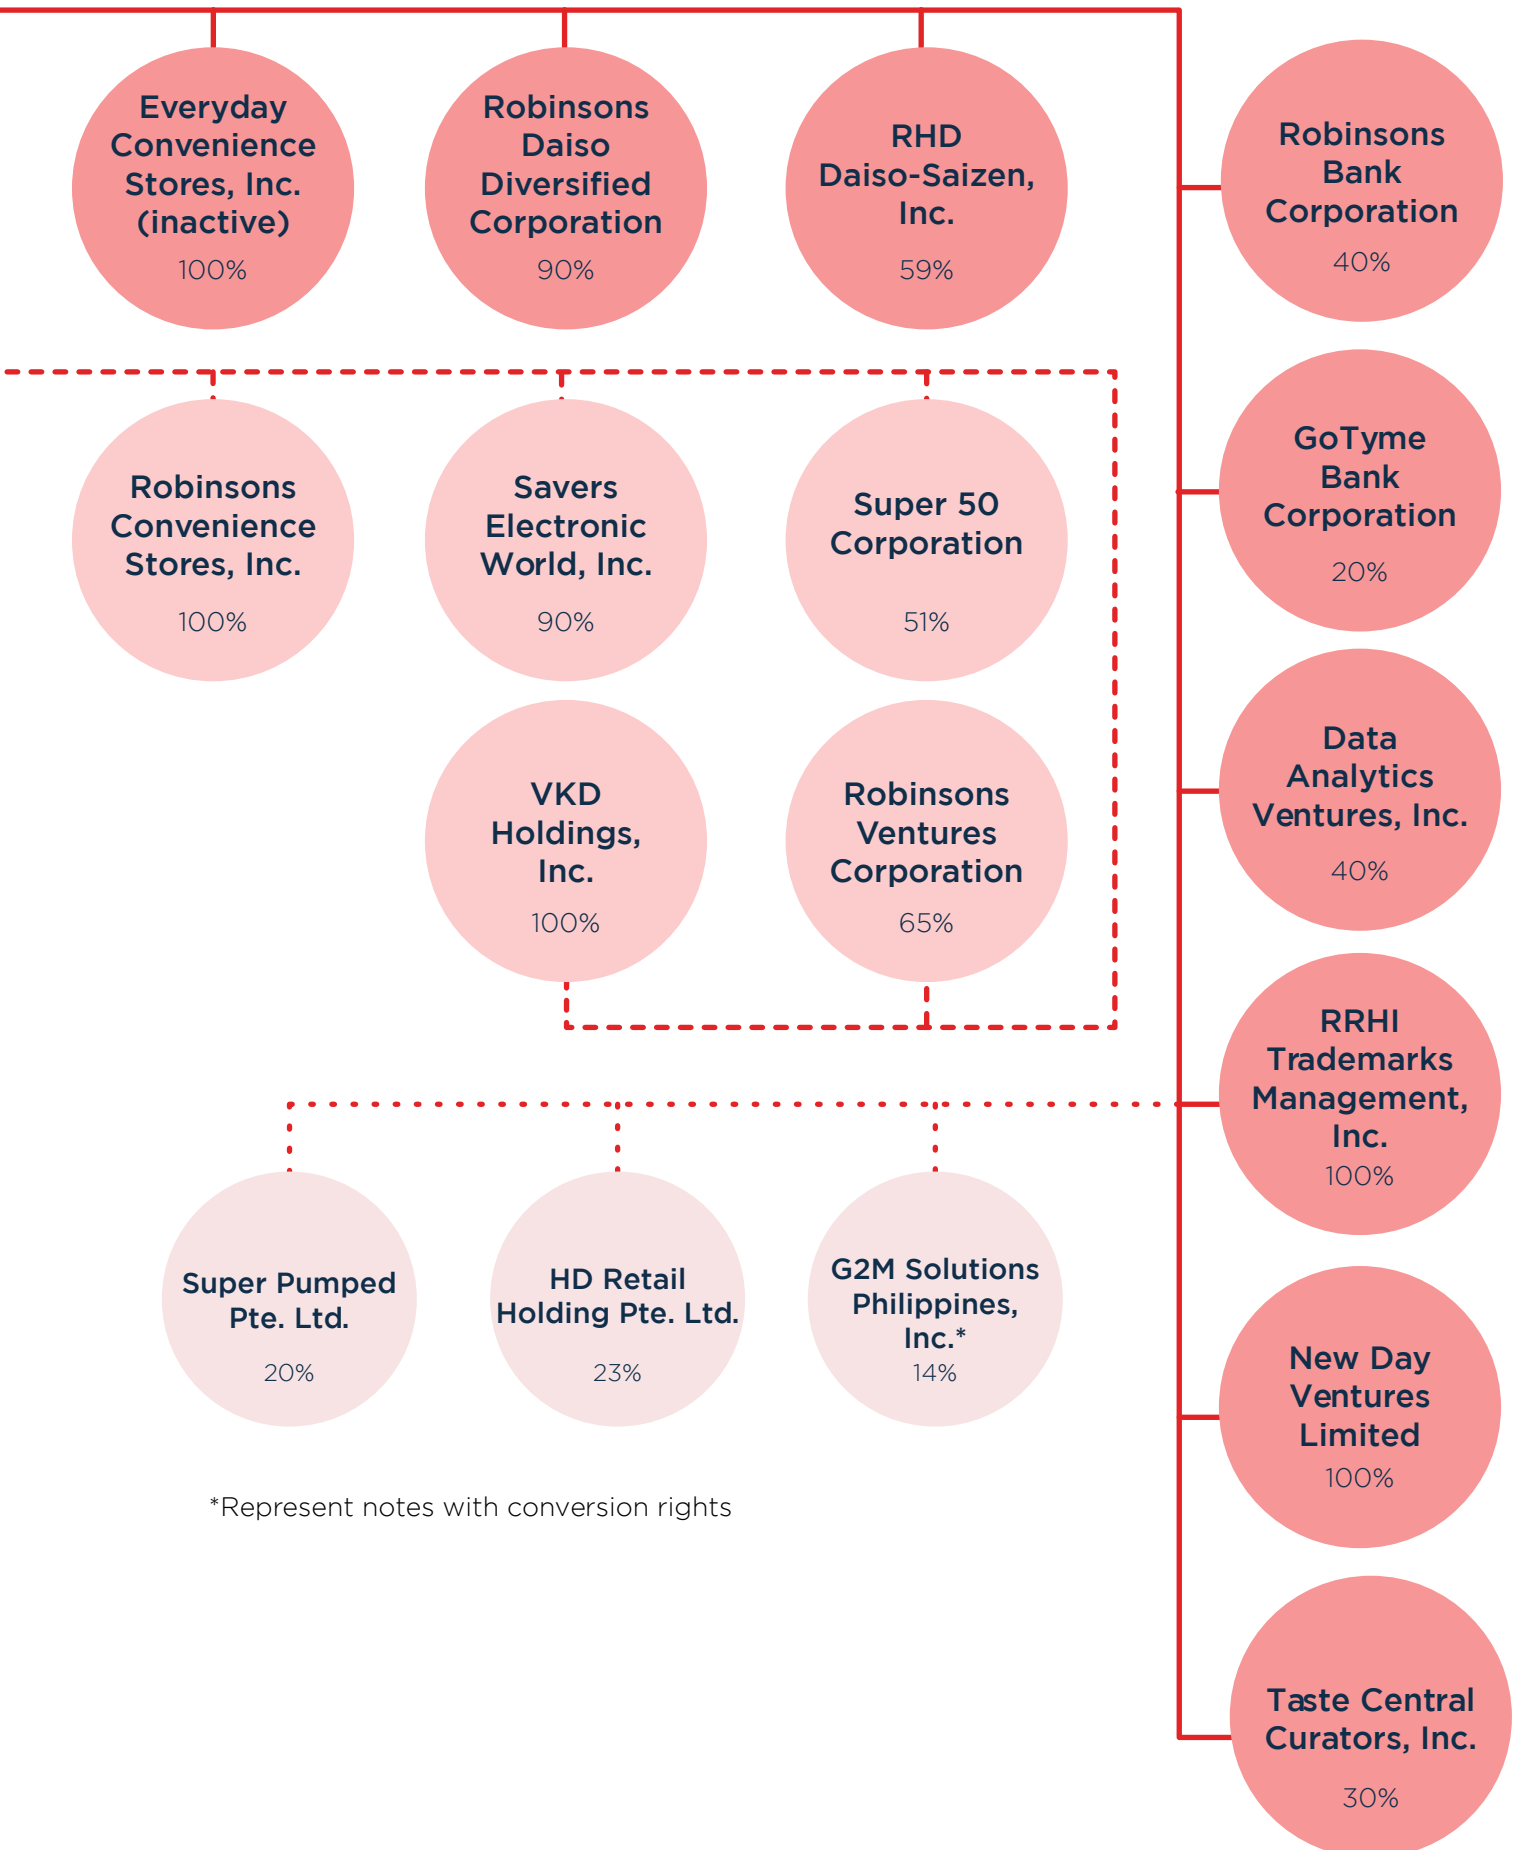 Everyday
Convenience
Stores, Inc.
(inactive)
100%
Robinsons
Daiso
Diversified
Corporation
90%
RHD
Daiso-Saizen,
Inc.
59%
Robinsons
Bank
Corporation
40%
Robinsons
Convenience
Stores, Inc.
100%
Savers
Electronic
World, Inc.
90%
Super 50
Corporation
51%
GoTyme
Bank
Corporation
20%
VKD
Holdings,
Inc.
100%
Robinsons
Ventures
Corporation
65%
Data
Analytics
Ventures, Inc.
40%
RRHI
Trademarks
Management,
Inc.
100%
Super Pumped
Pte. Ltd.
20%
HD Retail
Holding Pte. Ltd.
23%
G2M Solutions
Philippines,
Inc.*
14%
New Day
Ventures
Limited
100%
*Represent notes with conversion rights
Taste Central
Curators, Inc.
30%